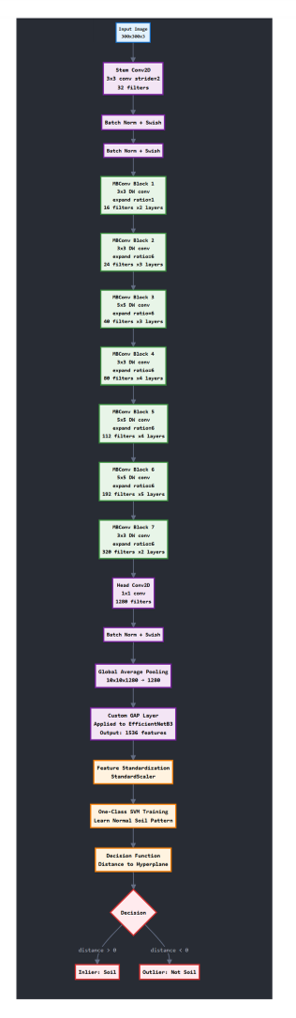 Input Image
300x300x3
Stem Conv2D
3x3 conv stride=2
32 filters
Batch Norm + Swish
Batch Norm + Swish
MBConv Block 1
3x3 DW conv
expand ratio=1
16 filters x2 layers
MBConv Block 2
3x3 DW conv
expand ratio=6
24 filters x3 layers
MBConv Block 3
5x5 DW conv
expand ratio=6
40 filters x3 layers
MBConv Block 4
3x3 DW conv
expand ratio=6
80 filters x4 layers
MBConv Block 5
5x5 DW conv
expand ratio=6
112 filters x4 layers
MBConv Block 6
5x5 DW conv
expand ratio=6
192 filters x5 layers
MBConv Block 7
3x3 DW conv
expand ratio=6
320 filters x2 layers
Head Conv2D
1x1 conv
1280 filters
Batch Norm + Swish
Global Average Pooling
10x10x1280 → 1280
Custom GAP Layer
Applied to EfficientNetB3
Output: 1536 features
Feature Standardization
StandardScaler
One-Class SVM Training
Learn Normal Soil Pattern
Decision Function
Distance to Hyperplane
Decision
distance > 0
distance < 0
Inlier: Soil
Outlier: Not Soil